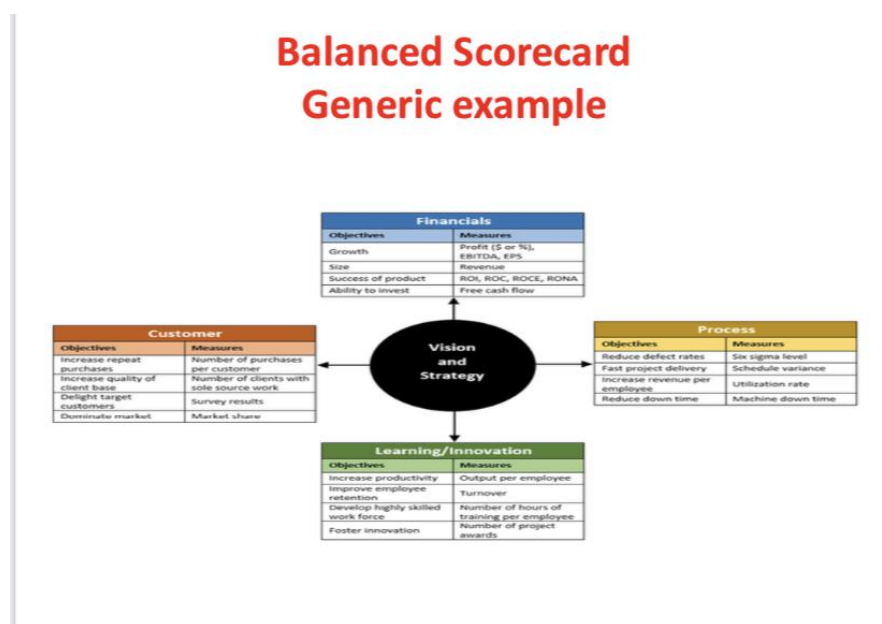 Balanced Scorecard
Generic example
Financials
Objectives Measures
Growth Profit ($ or %),
EBITDA, EPS
Size Revenue
Success of product ROI, ROC, ROCE, RONA
Ability to invest Free cash flow
Customer
Objectives Measures
Increase repeat Number of purchases
purchases per customer
Increase quality of Number of clients with
client base sole source work
Delight target
customers Survey results
Dominate market Market share
Vision
and
Strategy
Process
Objectives Measures
Reduce defect rates Six sigma level
Fast project delivery Schedule variance
Increase revenue per
employee Utilization rate
Reduce down time Machine down time
Learning/Innovation
Objectives Measures
Increase productivity Output per employee
Improve employee
retention Turnover
Develop highly skilled Number of hours of
work force training per employee
Foster innovation Number of project
awards